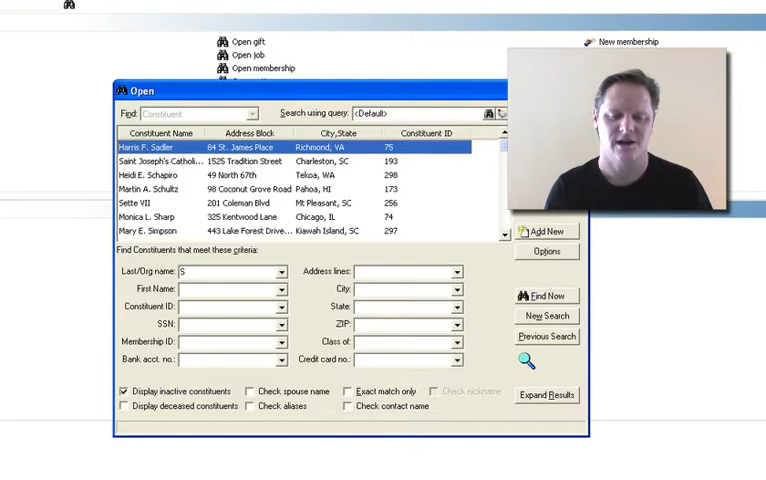 Open gift
New membership
Open job
Open membership
Open
Find: Constituent Search using query: <Default>
Constituent Name Address Block City,State Constituent ID
Harris F. Sadler 84 St. James Place Richmond, VA 75
Saint Joseph's Catholi... 1525 Tradition Street Charleston, SC 193
Heidi E. Schapiro 49 North 67th Tekoa, WA 298
Martin A. Schultz 98 Coconut Grove Road Pahoa, HI 173
Sette VII 201 Coleman Blvd Mt Pleasant, SC 256
Monica L. Sharp 325 Kentwood Lane Chicago, IL 74
Mary E. Simpson 443 Lake Forest Drive... Kiawah Island, SC 297
Add New
Find Constituents that meet these criteria:
Options
Last/Org name: S Address lines:
First Name: City:
Find Now
Constituent ID: State:
New Search
SSN: ZIP:
Previous Search
Membership ID: Class of:
Bank acct. no.: Credit card no.:
Display inactive constituents Check spouse name Exact match only Check nickname
Expand Results
Display deceased constituents Check aliases Check contact name